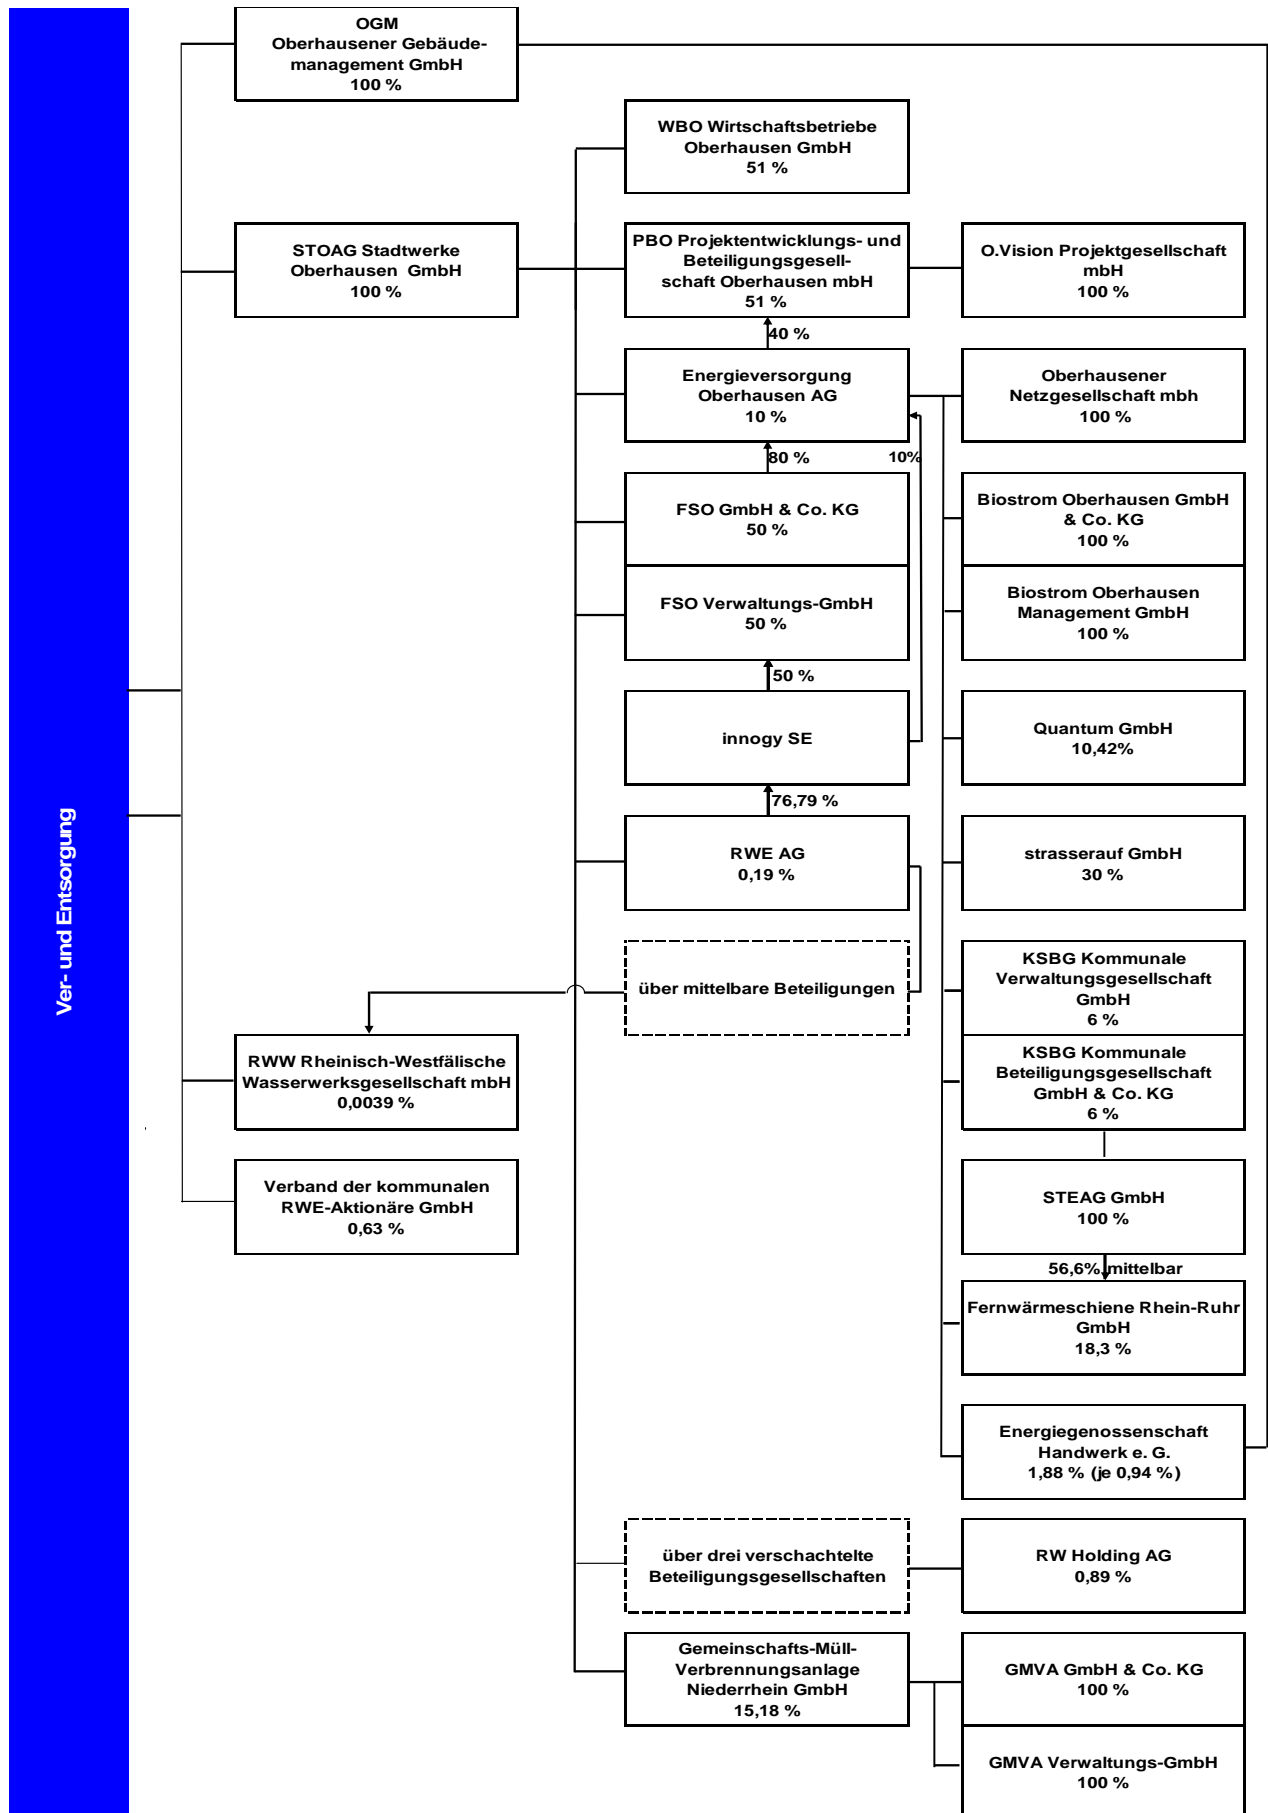 Ver- und Entsorgung
OGM
Oberhausener Gebäude-
management GmbH
100 %
WBO Wirtschaftsbetriebe
Oberhausen GmbH
51 %
STOAG Stadtwerke
Oberhausen GmbH
100 %
PBO Projektentwicklungs- und
Beteiligungsgesell-
schaft Oberhausen mbH
51 %
O.Vision Projektgesellschaft
mbH
100 %
40 %
Energieversorgung
Oberhausen AG
10 %
Oberhausener
Netzgesellschaft mbh
100 %
80 %
10%
FSO GmbH & Co. KG
50 %
Biostrom Oberhausen GmbH
& Co. KG
100 %
FSO Verwaltungs-GmbH
50 %
Biostrom Oberhausen
Management GmbH
100 %
50 %
innogy SE
Quantum GmbH
10,42%
76,79 %
RWE AG
0,19 %
strasserauf GmbH
30 %
über mittelbare Beteiligungen
KSBG Kommunale
Verwaltungsgesellschaft
GmbH
6 %
RWW Rheinisch-Westfälische
Wasserwerksgesellschaft mbH
0,0039 %
KSBG Kommunale
Beteiligungsgesellschaft
GmbH & Co. KG
6 %
Verband der kommunalen
RWE-Aktionäre GmbH
0,63 %
STEAG GmbH
100 %
56,6% mittelbar
Fernwärmeschiene Rhein-Ruhr
GmbH
18,3 %
Energiegenossenschaft
Handwerk e. G.
1,88 % (je 0,94 %)
über drei verschachtelte
Beteiligungsgesellschaften
RW Holding AG
0,89 %
Gemeinschafts-Müll-
Verbrennungsanlage
Niederrhein GmbH
15,18 %
GMVA GmbH & Co. KG
100 %
GMVA Verwaltungs-GmbH
100 %